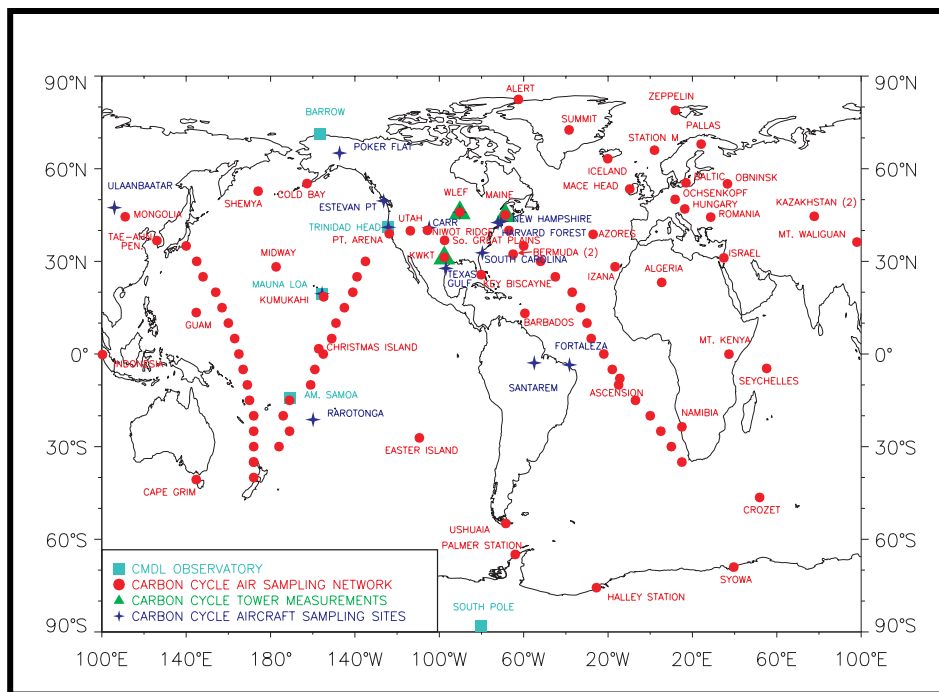 90°N
90°N
ALERT
ZEPPELIN
BARROW
SUMMIT
PALLAS
STATION M
POKER FLAT
60°N
60°N
ICELAND
BALTIC
OBNINSK
ULAANBAATAR
COLD BAY
WLEF
MAINE
MACE HEAD
OCHSENKOPF
SHEMYA
ESTEVAN PT
HUNGARY
KAZAKHSTAN (2)
MONGOLIA
UTAH
CARR
NEW HAMPSHIRE
ROMANIA
TRINIDAD HEAD
NIWOT RIDGE
HARVARD FOREST
MT. WALIGUAN
TAE-AHN
PEN.
PT. ARENA
So. GREAT PLAINS
AZORES
MIDWAY
KWKT
BERMUDA (2)
ISRAEL
30°N
30°N
SOUTH CAROLINA
ALGERIA
TEXAS
GULF
KEY BISCAYNE
IZANA
MAUNA LOA
KUMUKAHI
GUAM
BARBADOS
CHRISTMAS ISLAND
FORTALEZA
MT. KENYA
0°
INDONESIA
0°
SEYCHELLES
SANTAREM
ASCENSION
AM. SAMOA
RAROTONGA
NAMIBIA
30°S
30°S
EASTER ISLAND
CAPE GRIM
CROZET
USHUAIA
PALMER STATION
60°S
60°S
CMDL OBSERVATORY
CARBON CYCLE AIR SAMPLING NETWORK
CARBON CYCLE TOWER MEASUREMENTS
CARBON CYCLE AIRCRAFT SAMPLING SITES
SYOWA
HALLEY STATION
SOUTH POLE
90°S
90°S
100°E 140°E 180° 140°W 100°W 60°W 20°W 20°E 60°E 100°E